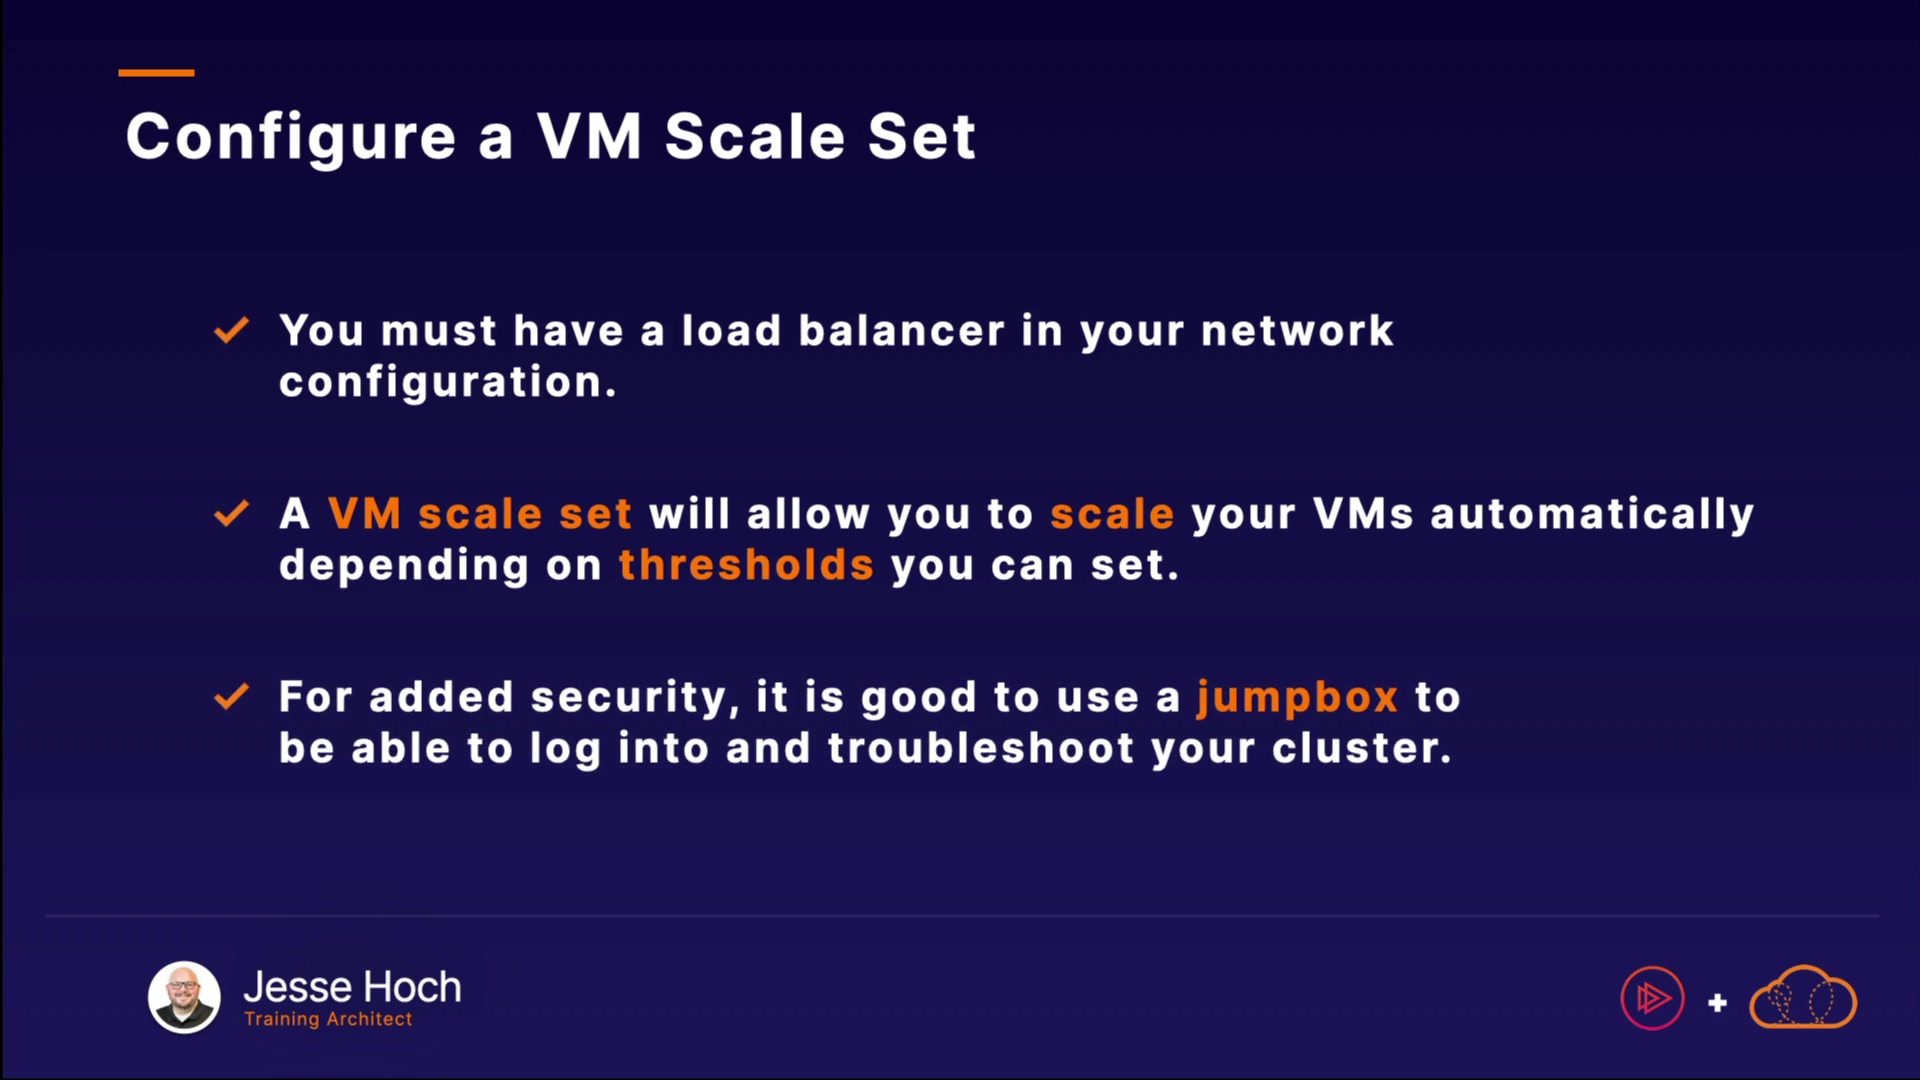 Configure a VM Scale Set
You must have a load balancer in your network
configuration.
A VM scale set will allow you to scale your VMs automatically
depending on thresholds you can set.
For added security, it is good to use a jumpbox to
be able to log into and troubleshoot your cluster.
Jesse Hoch
Training Architect
+